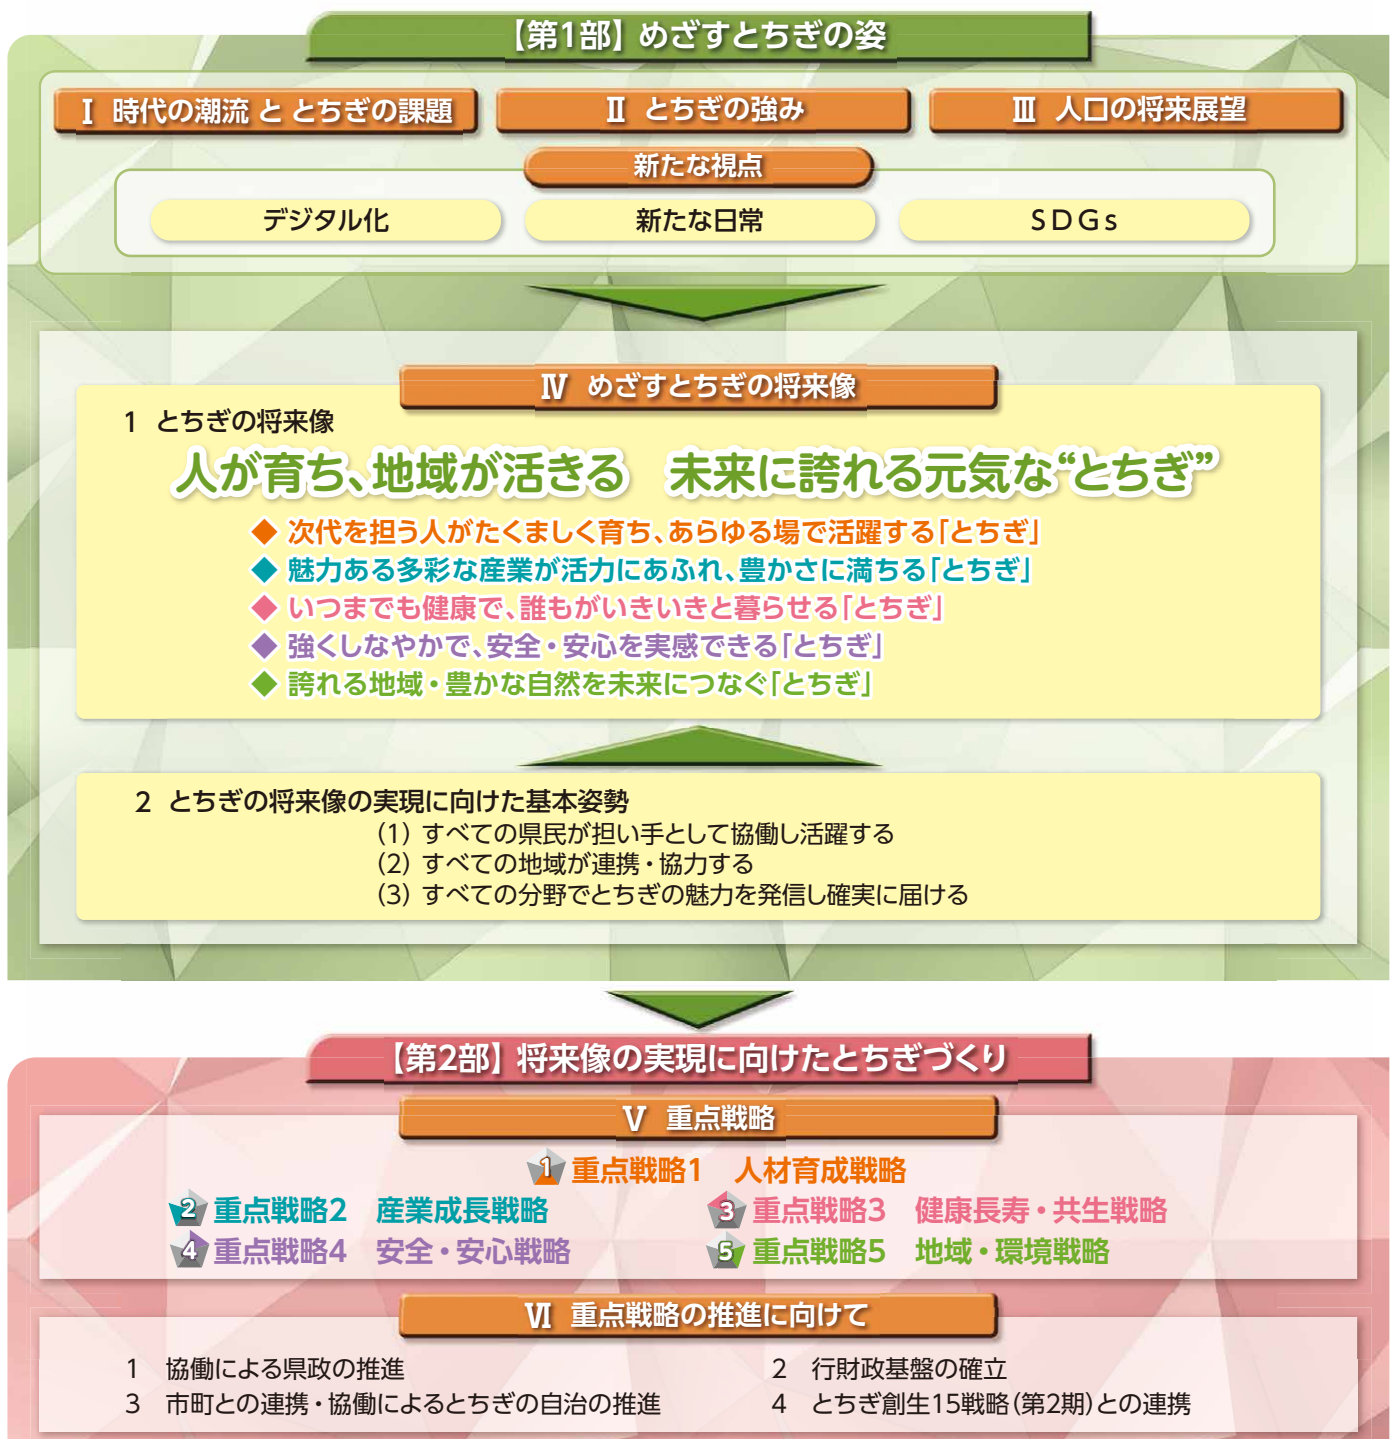 【第1部】めざすとちぎの姿
Ⅰ 時代の潮流 と とちぎの課題
Ⅱ とちぎの強み
Ⅲ 人口の将来展望
新たな視点
デジタル化
新たな日常
ＳＤＧｓ
Ⅳ めざすとちぎの将来像
1 とちぎの将来像
人が育ち、地域が活きる　未来に誇れる元気な“とちぎ”
◆ 次代を担う人がたくましく育ち、あらゆる場で活躍する「とちぎ」
◆ 魅力ある多彩な産業が活力にあふれ、豊かさに満ちる「とちぎ」
◆ いつまでも健康で、誰もがいきいきと暮らせる「とちぎ」
◆ 強くしなやかで、安全・安心を実感できる「とちぎ」
◆ 誇れる地域・豊かな自然を未来につなぐ「とちぎ」
2 とちぎの将来像の実現に向けた基本姿勢
(1) すべての県民が担い手として協働し活躍する
(2) すべての地域が連携・協力する
(3) すべての分野でとちぎの魅力を発信し確実に届ける
【第2部】将来像の実現に向けたとちぎづくり
Ⅴ 重点戦略
1 重点戦略1　人材育成戦略
2 重点戦略2　産業成長戦略
3 重点戦略3　健康長寿・共生戦略
4 重点戦略4　安全・安心戦略
5 重点戦略5　地域・環境戦略
Ⅵ 重点戦略の推進に向けて
1　協働による県政の推進
2　行財政基盤の確立
3　市町との連携・協働によるとちぎの自治の推進
4　とちぎ創生15戦略(第2期)との連携